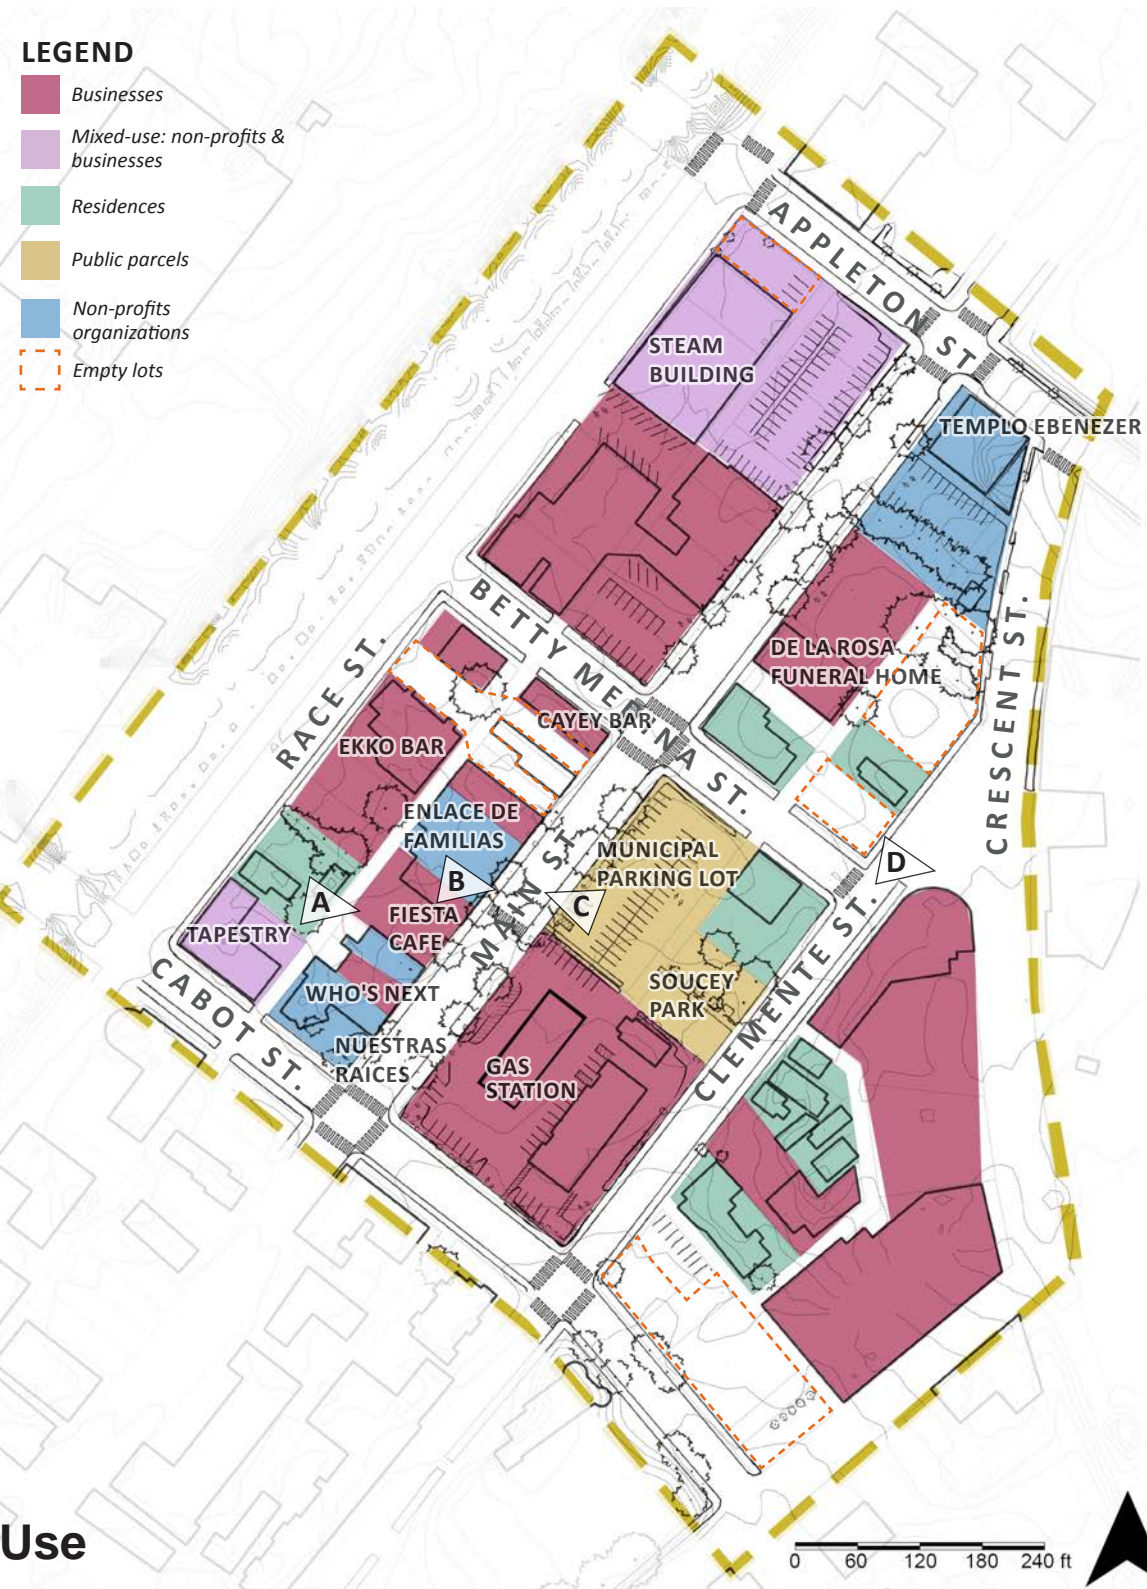 LEGEND
Businesses
Mixed-use: non-profits &
businesses
Residences
Public parcels
Non-profits
organizations
Empty lots
APPLETON ST.
STEAM
BUILDING
TEMPLO EBENEZER
BETTY MEDINA ST.
DE LA ROSA
FUNERAL HOME
CRESCENT ST.
RACE ST.
CAYEY BAR
EKKO BAR
ENLACE DE
FAMILIAS
MAIN ST.
MUNICIPAL
PARKING LOT
D
B
A
C
FIESTA
CAFE
TAPESTRY
CLEMENTE ST.
CABOT ST.
WHO'S NEXT
SOUCEY
PARK
NUESTRAS
RAICES
GAS
STATION
Use
0 60 120 180 240 ft